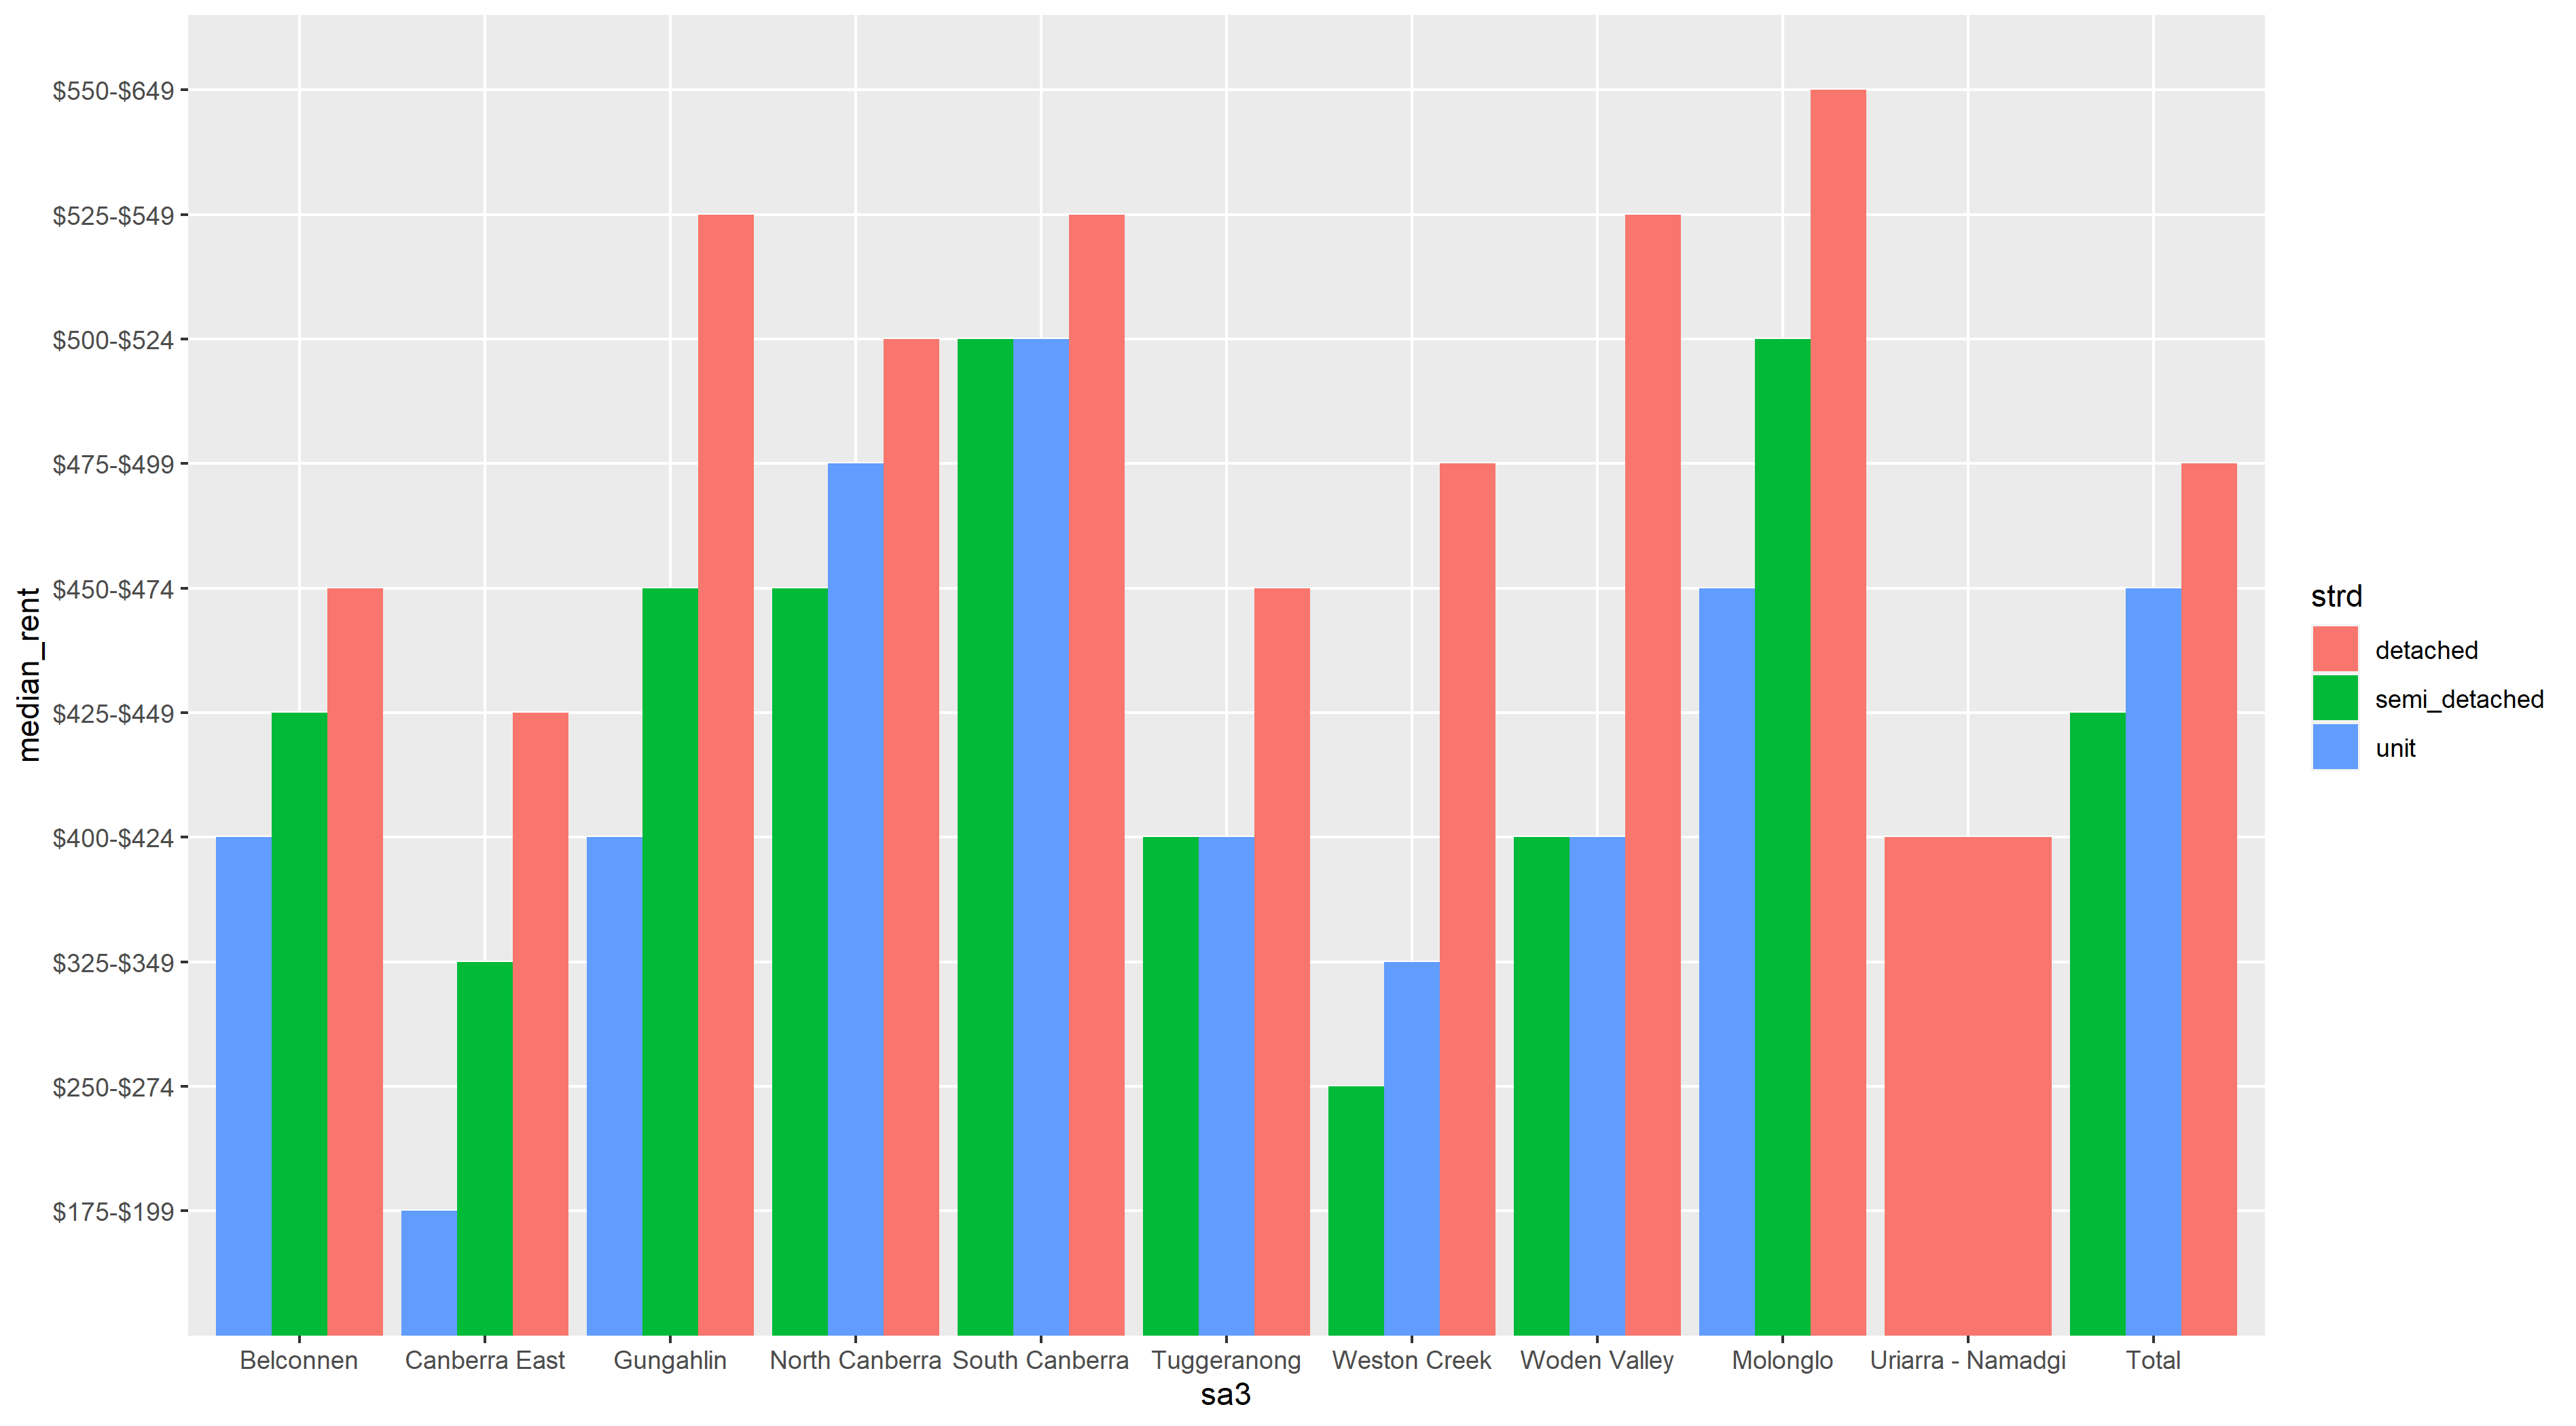 median_rent
$550-$649
$525-$549
$500-$524
$475-$499
$450-$474
$425-$449
$400-$424
$325-$349
$250-$274
$175-$199
Belconnen Canberra East Gungahlin North Canberra South Canberra Tuggeranong Weston Creek Woden Valley Molonglo Uriarra - Namadgi Total
sa3
strd
detached
semi_detached
unit